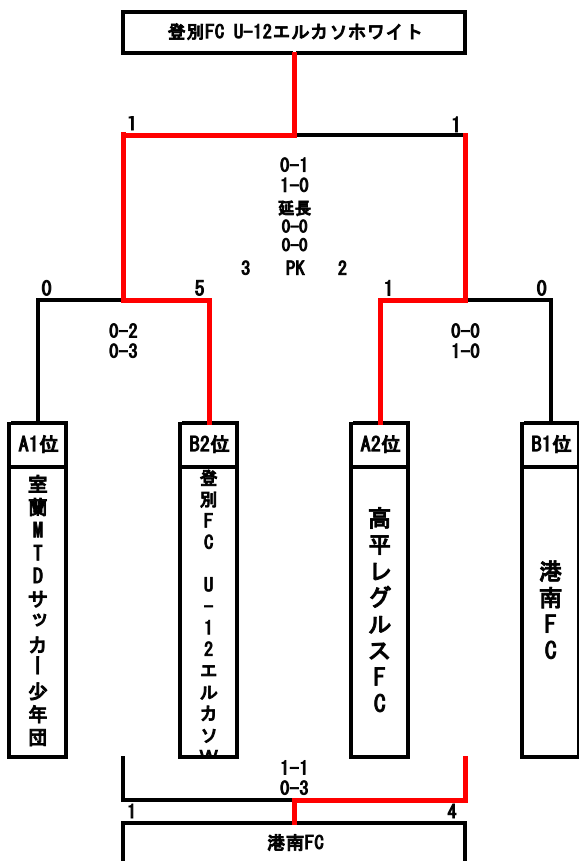 登別FC U-12エルカソホワイト
1 1
0-1
1-0
延長
0-0
0-0
3 PK 2
0 5 1 0
0-2 0-0
0-3 1-0
A1位 B2位 A2位 B1位
室蘭MTDサッカー少年団
登別FC U-12エルカソW
高平レグルスFC
港南FC
1-1
0-3
1 4
港南FC